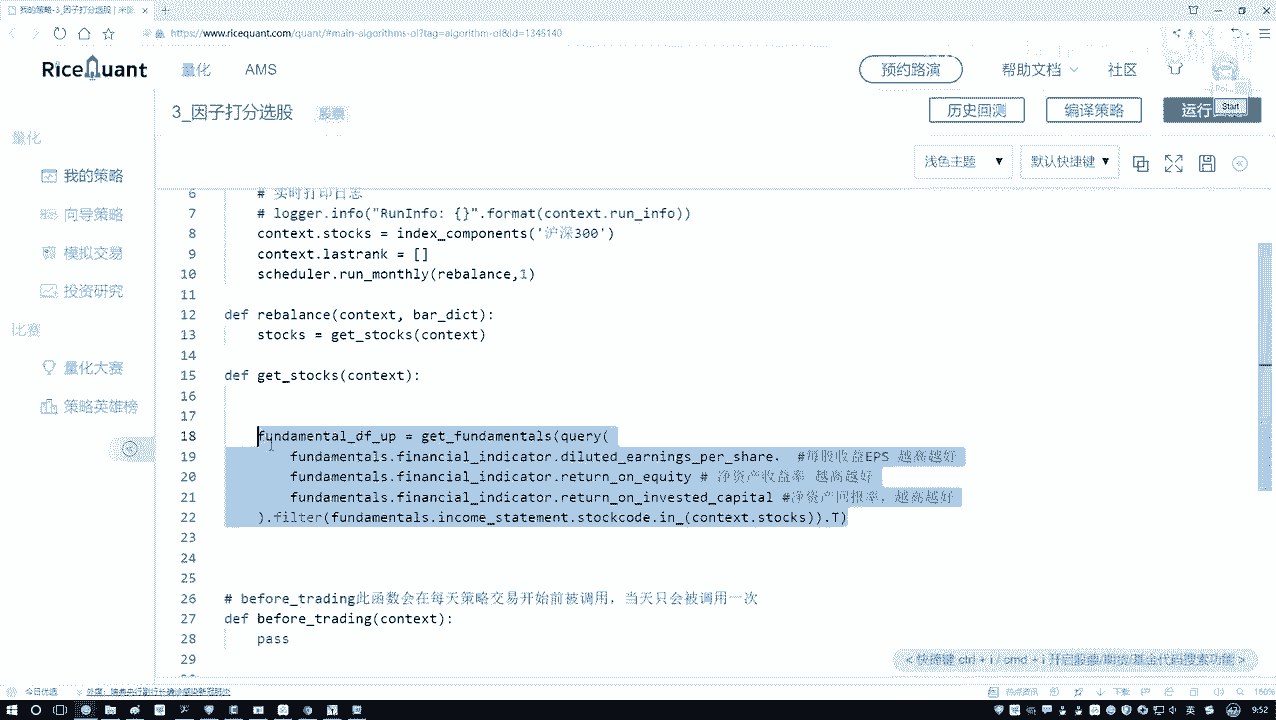 我的策略-3_因子打分选股
https://www.ricequant.com/quant/#main-algorithms-ol?tag=algorithm-ol&id=1345140
RiceQuant
量化
AMS
预约路演
帮助文档
社区
3_因子打分选股
股票
历史回测
编译策略
运行
Start
浅色主题 ▼
默认快捷键 ▼
量化
我的策略
向导策略
模拟交易
投资研究
比赛
量化大赛
策略英雄榜
6 # 实时打印日志
7 # logger.info("RunInfo: {}".format(context.run_info))
8 context.stocks = index_components('沪深300')
9 context.lastrank = []
10 scheduler.run_monthly(rebalance,1)
11
12 def rebalance(context, bar_dict):
13 stocks = get_stocks(context)
14
15 def get_stocks(context):
16
17
18 fundamental_df_up = get_fundamentals(query(
19 fundamentals.financial_indicator.diluted_earnings_per_share. #每股收益EPS 越高越好
20 fundamentals.financial_indicator.return_on_equity # 净资产收益率 越高越好
21 fundamentals.financial_indicator.return_on_invested_capital #净资产回报率，越高越好
22 ).filter(fundamentals.income_statement.stockcode.in_(context.stocks)).T)
23
24
25
26 # before_trading此函数会在每天策略交易开始前被调用，当天只会被调用一次
27 def before_trading(context):
28 pass
29
< 快捷键 ctrl + i / cmd + i 开启股票/期货/基金代码搜索功能 >
今日优选
热点资讯
下载
160%
英
9:52